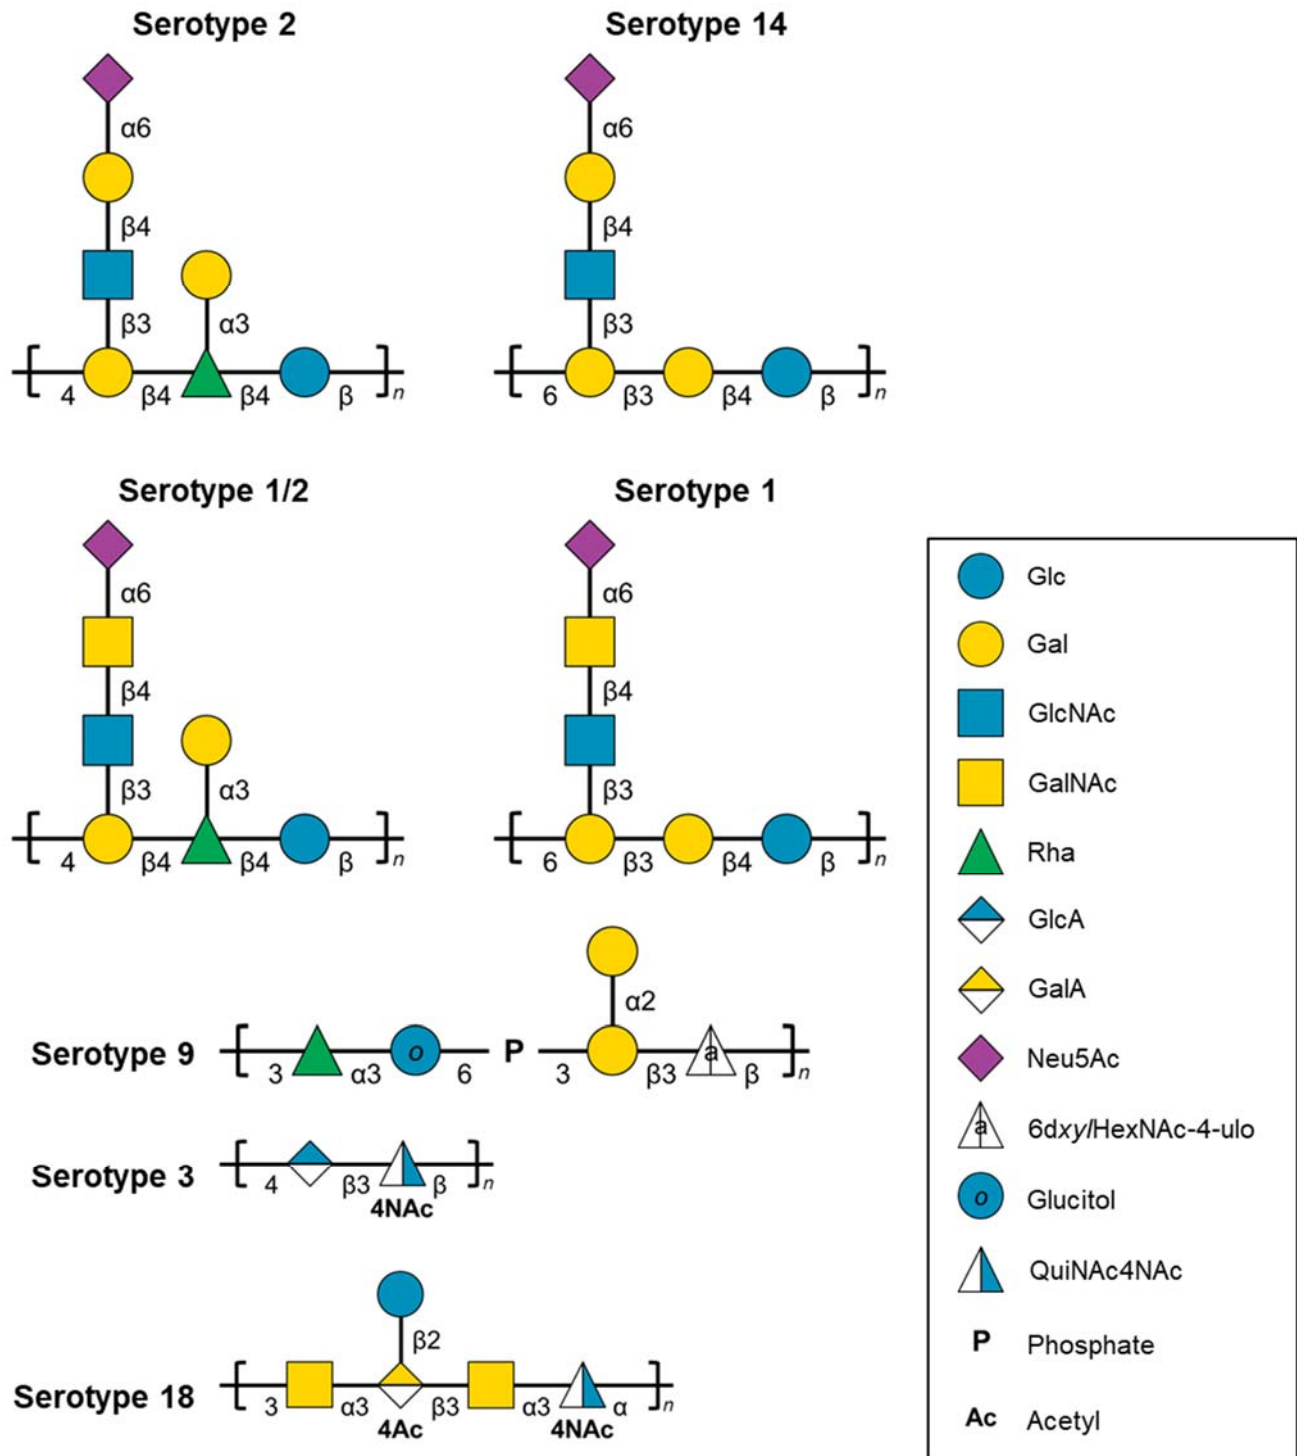 Serotype 2
α6
β4
β3
α3
[ 4 β4 β4 β ]n
Serotype 14
α6
β4
β3
[ 6 β3 β4 β ]n
Serotype 1/2
α6
β4
β3
α3
[ 4 β4 β4 β ]n
Serotype 1
α6
β4
β3
[ 6 β3 β4 β ]n
Serotype 9
α2
[ 3 α3 o 6 P 3 β3 a β ]n
Serotype 3
[ 4 β3 β ]n
4NAc
Serotype 18
β2
[ 3 α3 β3 α3 α ]n
4Ac 4NAc
Glc
Gal
GlcNAc
GalNAc
Rha
GlcA
GalA
Neu5Ac
a 6dxylHexNAc-4-ulo
o Glucitol
QuiNAc4NAc
P Phosphate
Ac Acetyl